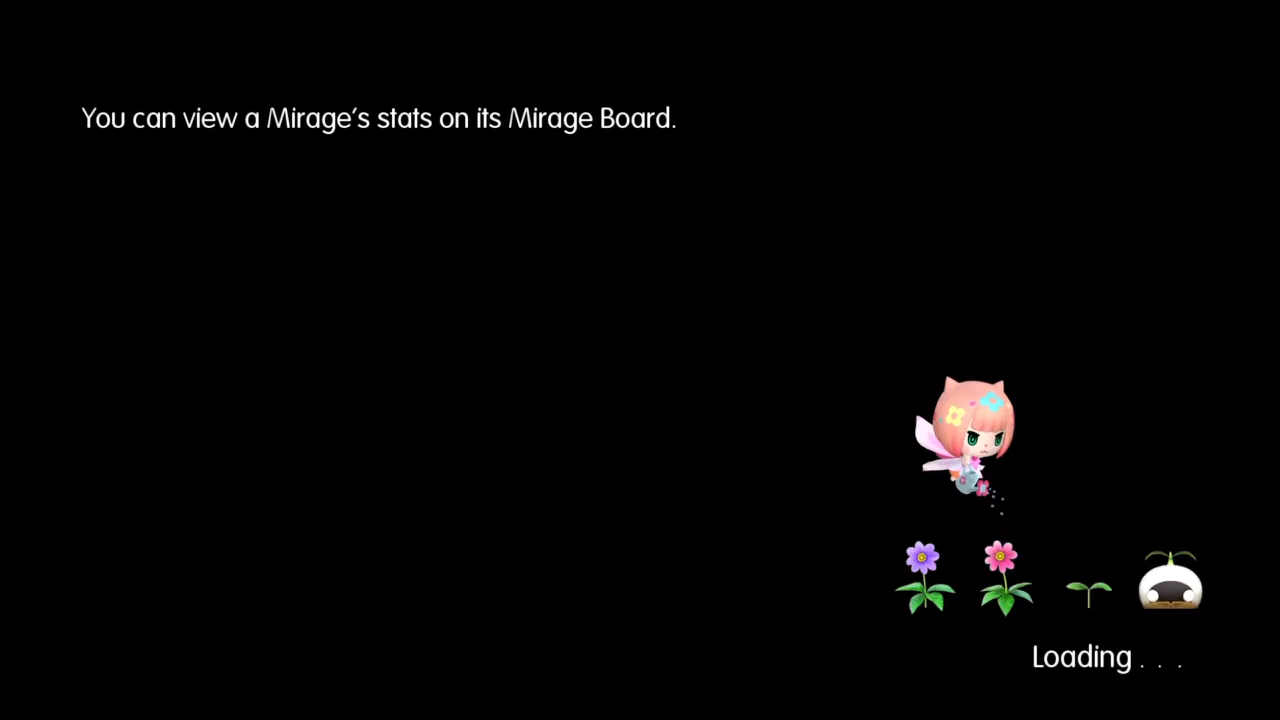 You can view a Mirage's stats on its Mirage Board.
Loading . . .